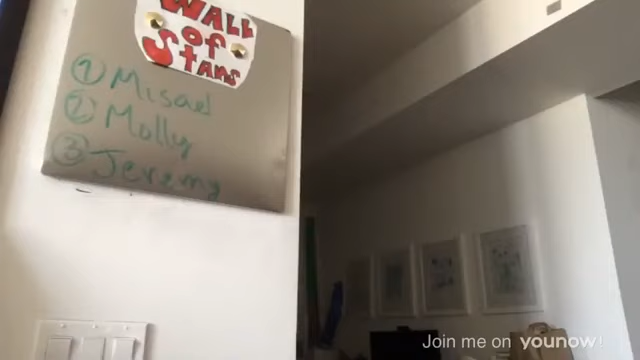 WALL
of
Stans
① Misael
② Molly
③ Jeremy
Join me on younow!